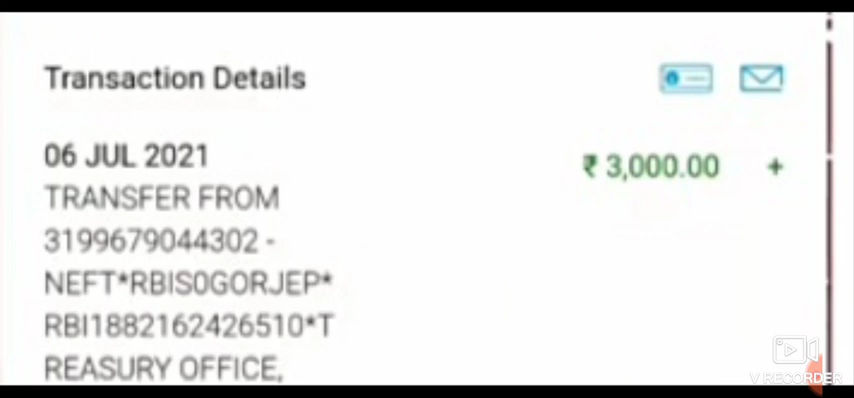 Transaction Details
06 JUL 2021
₹ 3,000.00 +
TRANSFER FROM
3199679044302 -
NEFT*RBIS0GORJEP*
RBI1882162426510*T
REASURY OFFICE,
V RECORDER